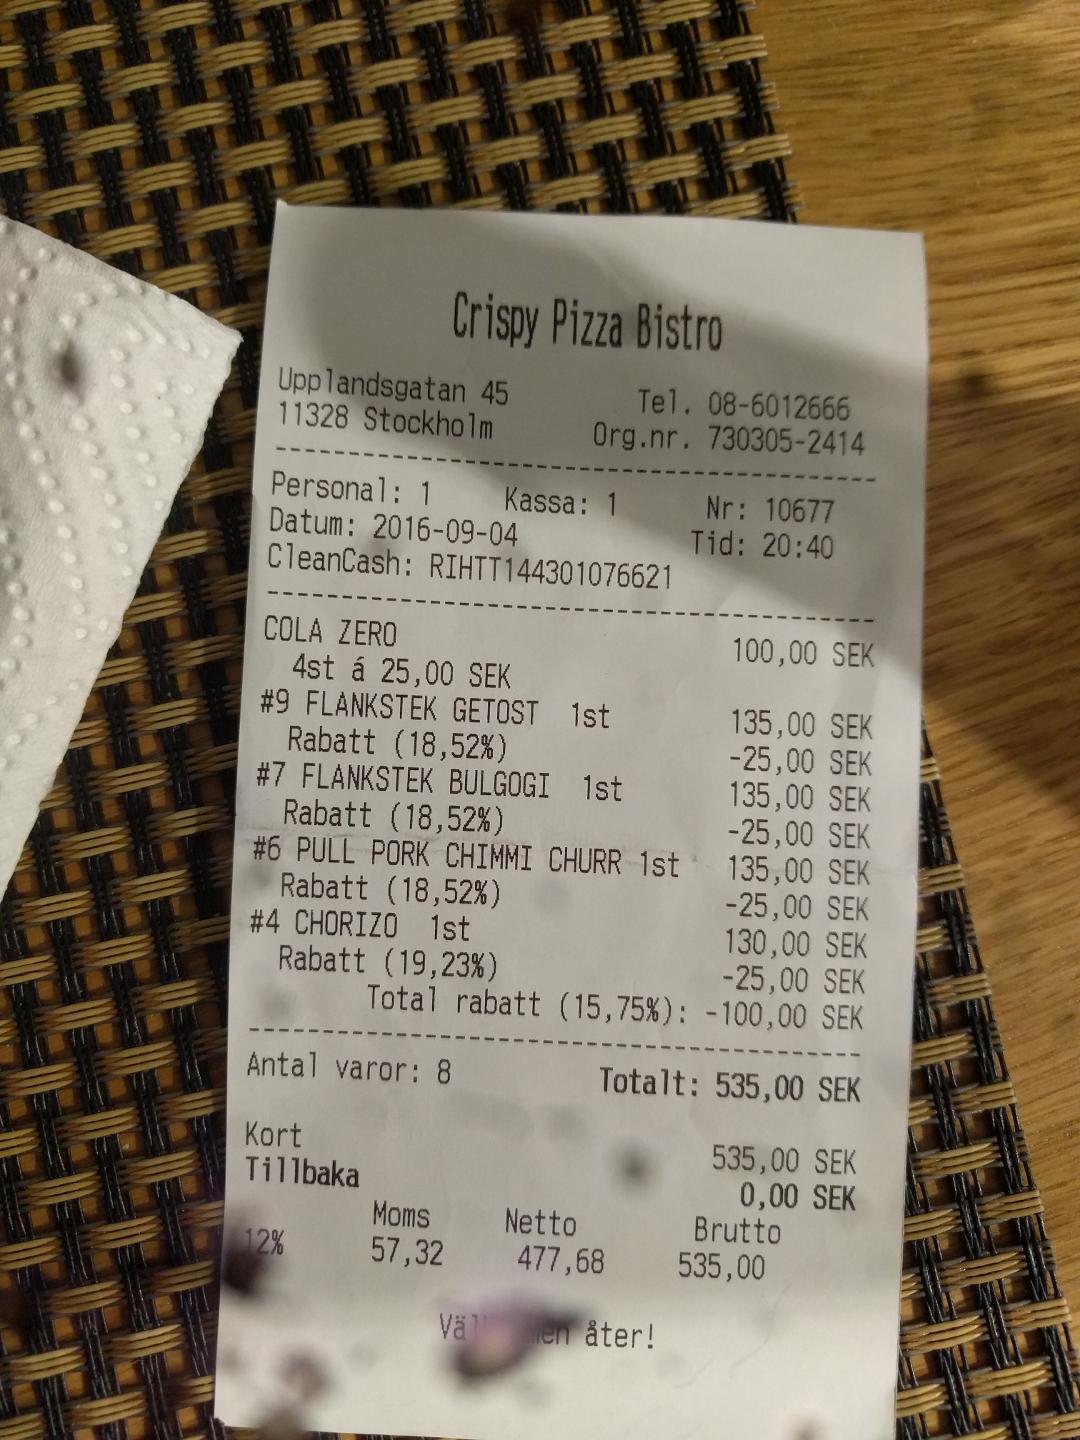 Crispy Pizza Bistro
Upplandsgatan 45 Tel. 08-6012666
11328 Stockholm Org.nr. 730305-2414
--------------------------------------------
Personal: 1 Kassa: 1 Nr: 10677
Datum: 2016-09-04 Tid: 20:40
CleanCash: RIHTT144301076621
--------------------------------------------
COLA ZERO 100,00 SEK
4st á 25,00 SEK
#9 FLANKSTEK GETOST 1st 135,00 SEK
Rabatt (18,52%) -25,00 SEK
#7 FLANKSTEK BULGOGI 1st 135,00 SEK
Rabatt (18,52%) -25,00 SEK
#6 PULL PORK CHIMMI CHURR 1st 135,00 SEK
Rabatt (18,52%) -25,00 SEK
#4 CHORIZO 1st 130,00 SEK
Rabatt (19,23%) -25,00 SEK
Total rabatt (15,75%): -100,00 SEK
--------------------------------------------
Antal varor: 8 Totalt: 535,00 SEK
Kort 535,00 SEK
Tillbaka 0,00 SEK
Moms Netto Brutto
12% 57,32 477,68 535,00
åter!